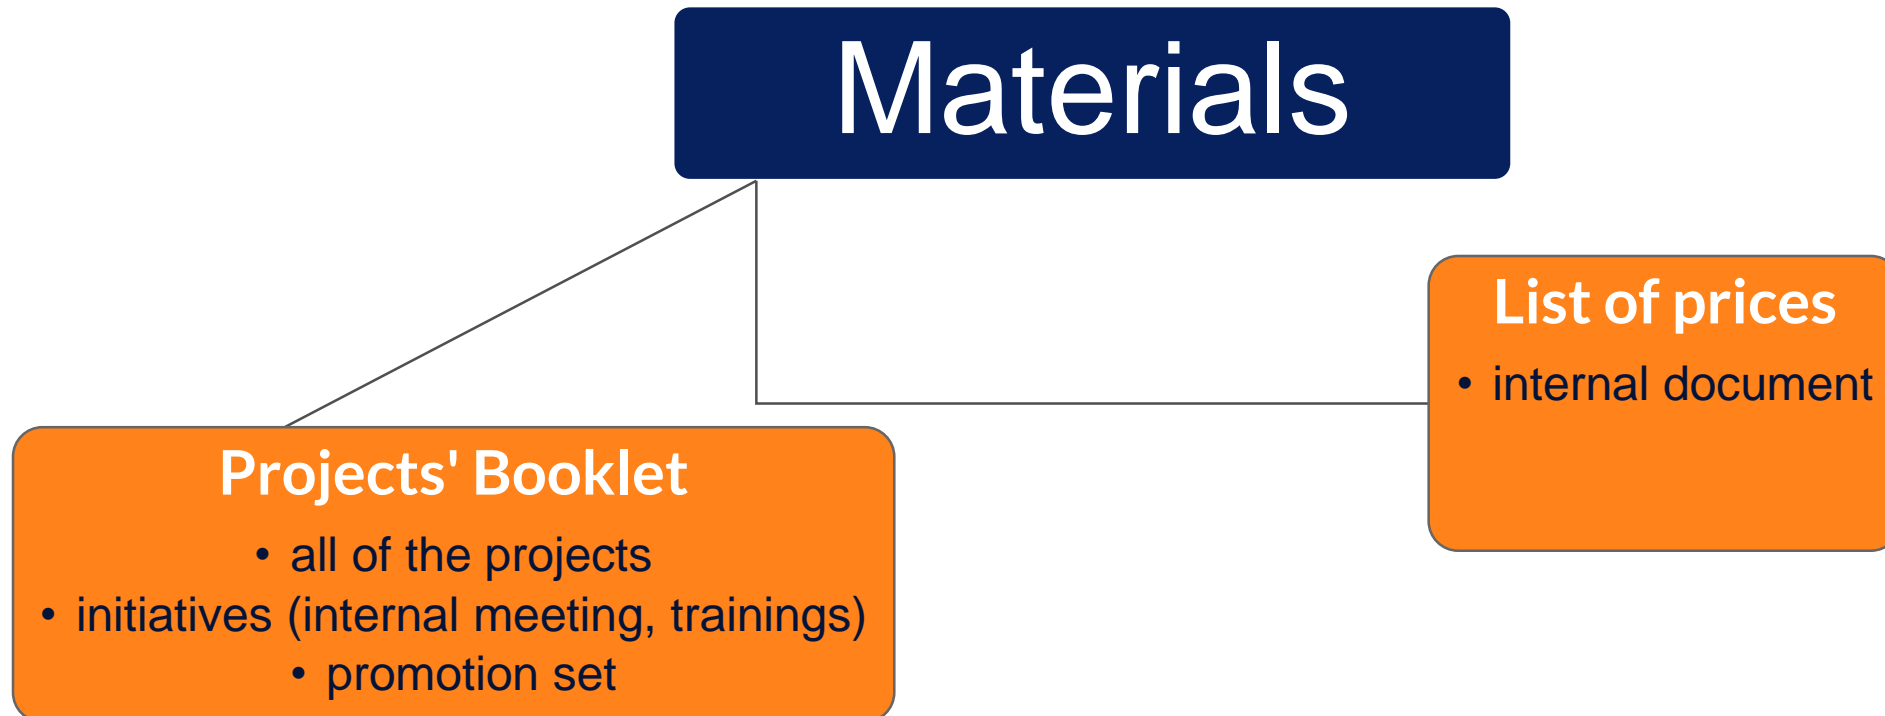 Materials
List of prices
• internal document
Projects' Booklet
• all of the projects
• initiatives (internal meeting, trainings)
• promotion set